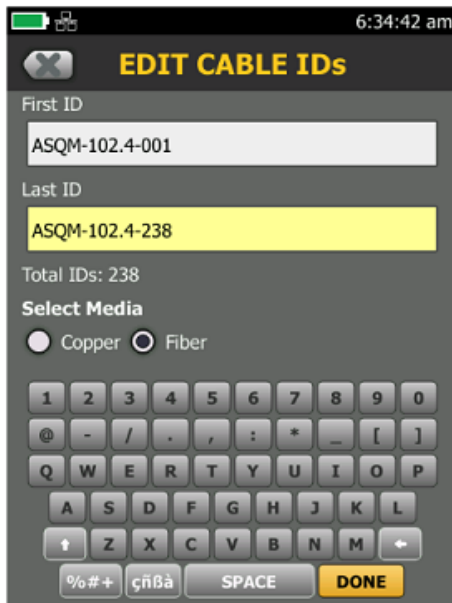 6:34:42 am
EDIT CABLE IDs
First ID
ASQM-102.4-001
Last ID
ASQM-102.4-238
Total IDs: 238
Select Media
Copper Fiber
1 2 3 4 5 6 7 8 9 0
@ - / . , : * _ [ ]
Q W E R T Y U I O P
A S D F G H J K L
Z X C V B N M
%#+ çñßà SPACE DONE